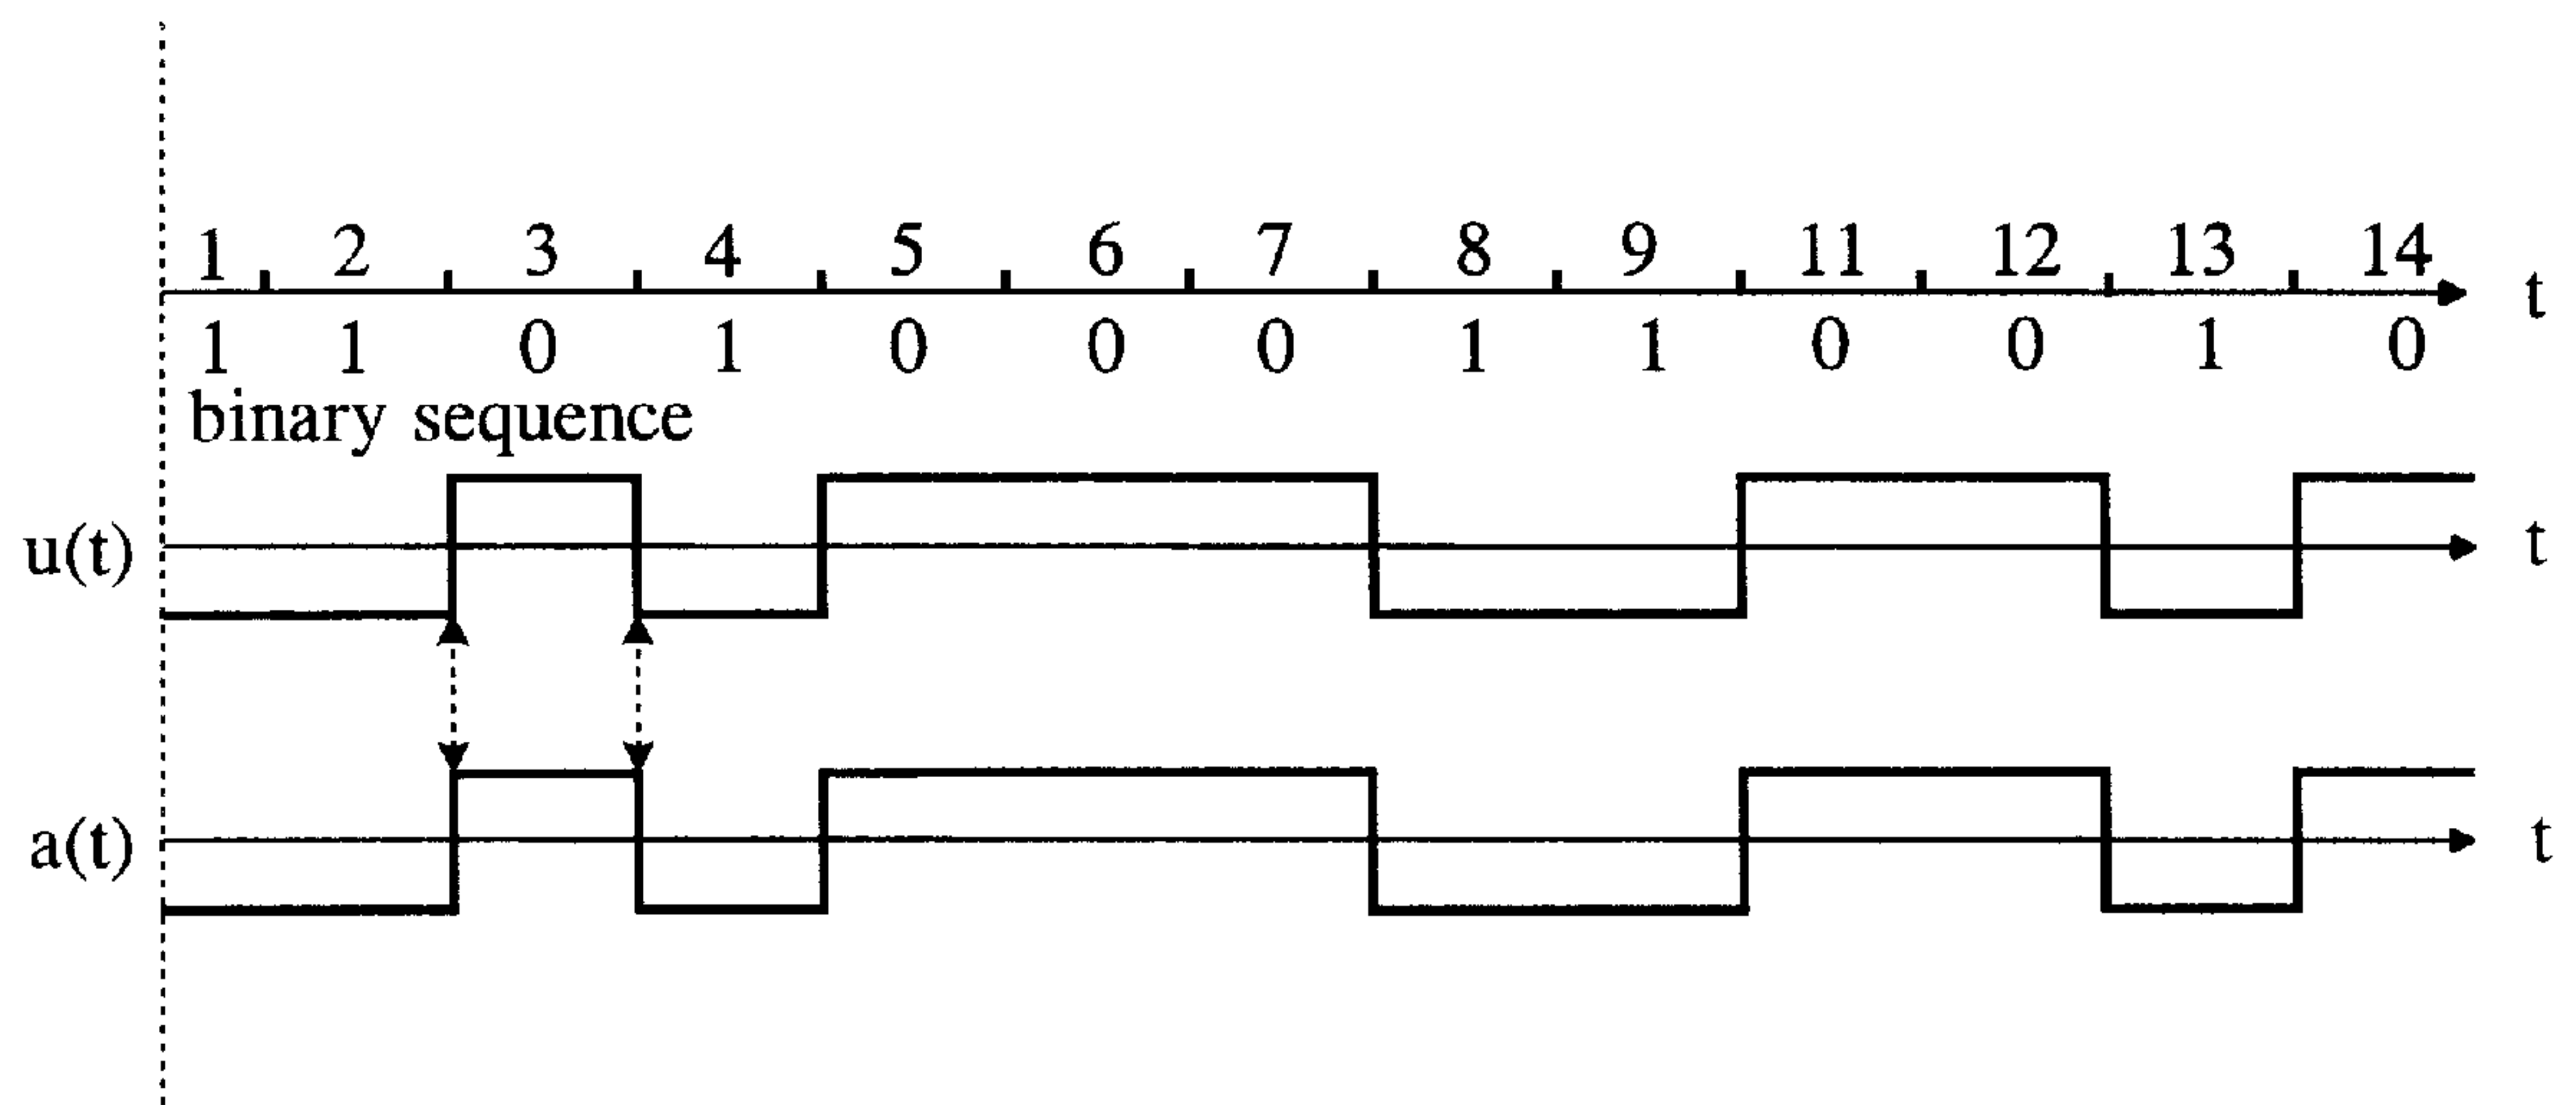 1 2 3 4 5 6 7 8 9 11 12 13 14
t
1 1 0 1 0 0 0 1 1 0 0 1 0
binary sequence
u(t) t
a(t) t